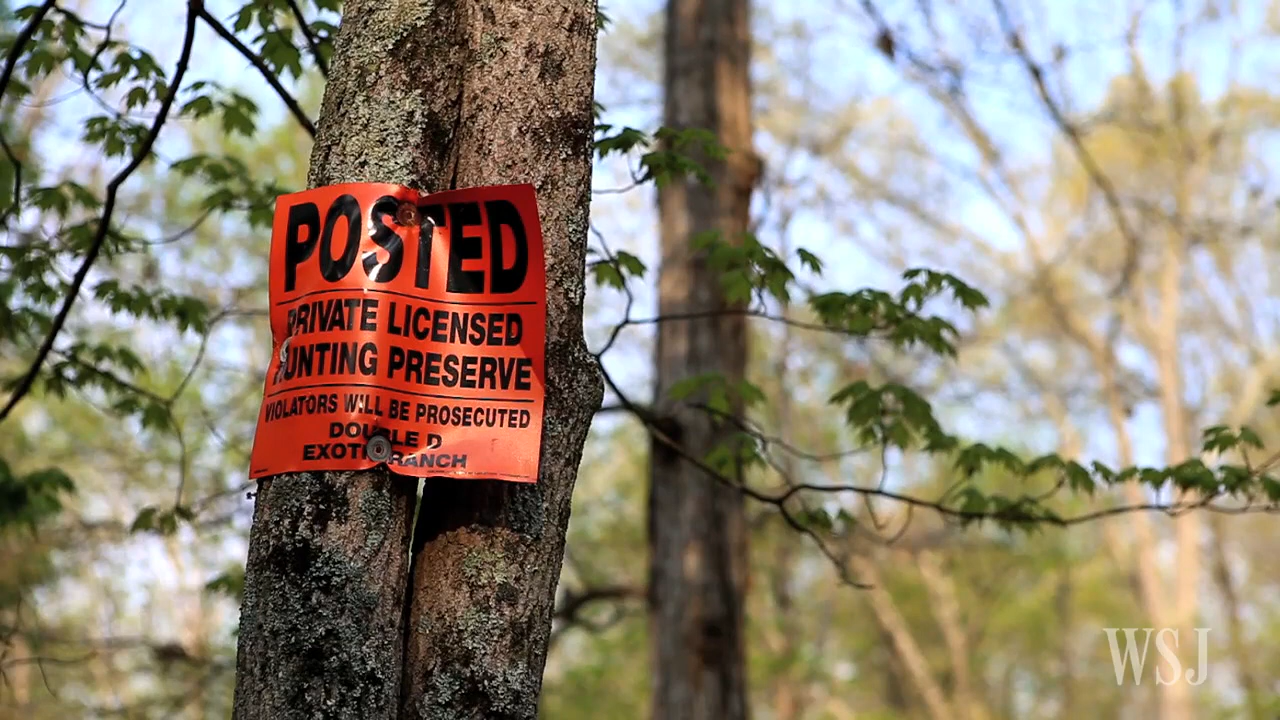 POSTED
PRIVATE LICENSED
HUNTING PRESERVE
VIOLATORS WILL BE PROSECUTED
DOUBLE D
EXOTIC RANCH
WSJ